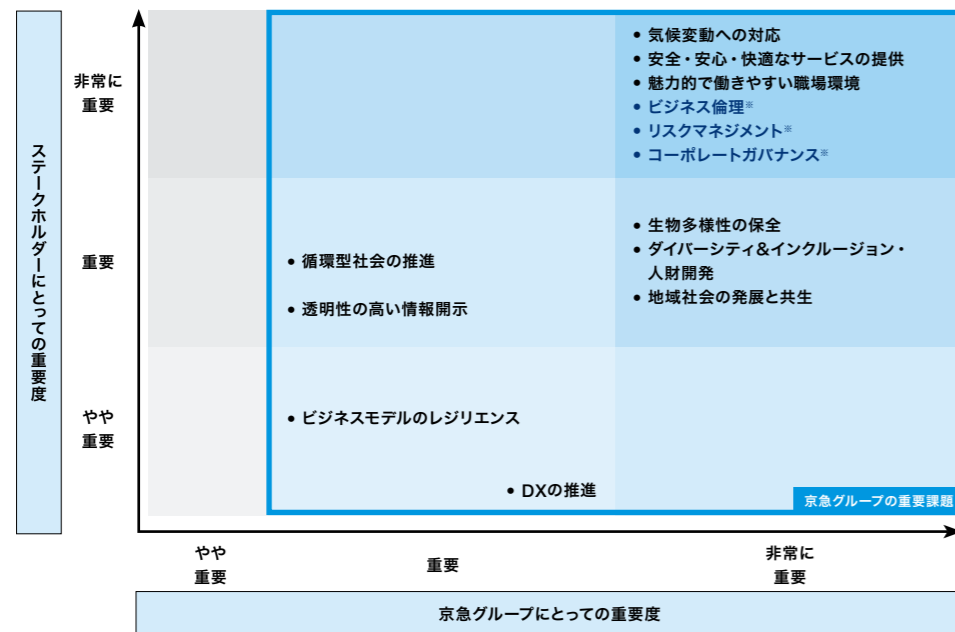 ステークホルダーにとっての重要度
非常に
重要
• 気候変動への対応
• 安全・安心・快適なサービスの提供
• 魅力的で働きやすい職場環境
• ビジネス倫理※
• リスクマネジメント※
• コーポレートガバナンス※
重要
• 循環型社会の推進
• 透明性の高い情報開示
• 生物多様性の保全
• ダイバーシティ&インクルージョン・
人財開発
• 地域社会の発展と共生
やや
重要
• ビジネスモデルのレジリエンス
• DXの推進
京急グループの重要課題
やや
重要
重要
非常に
重要
京急グループにとっての重要度